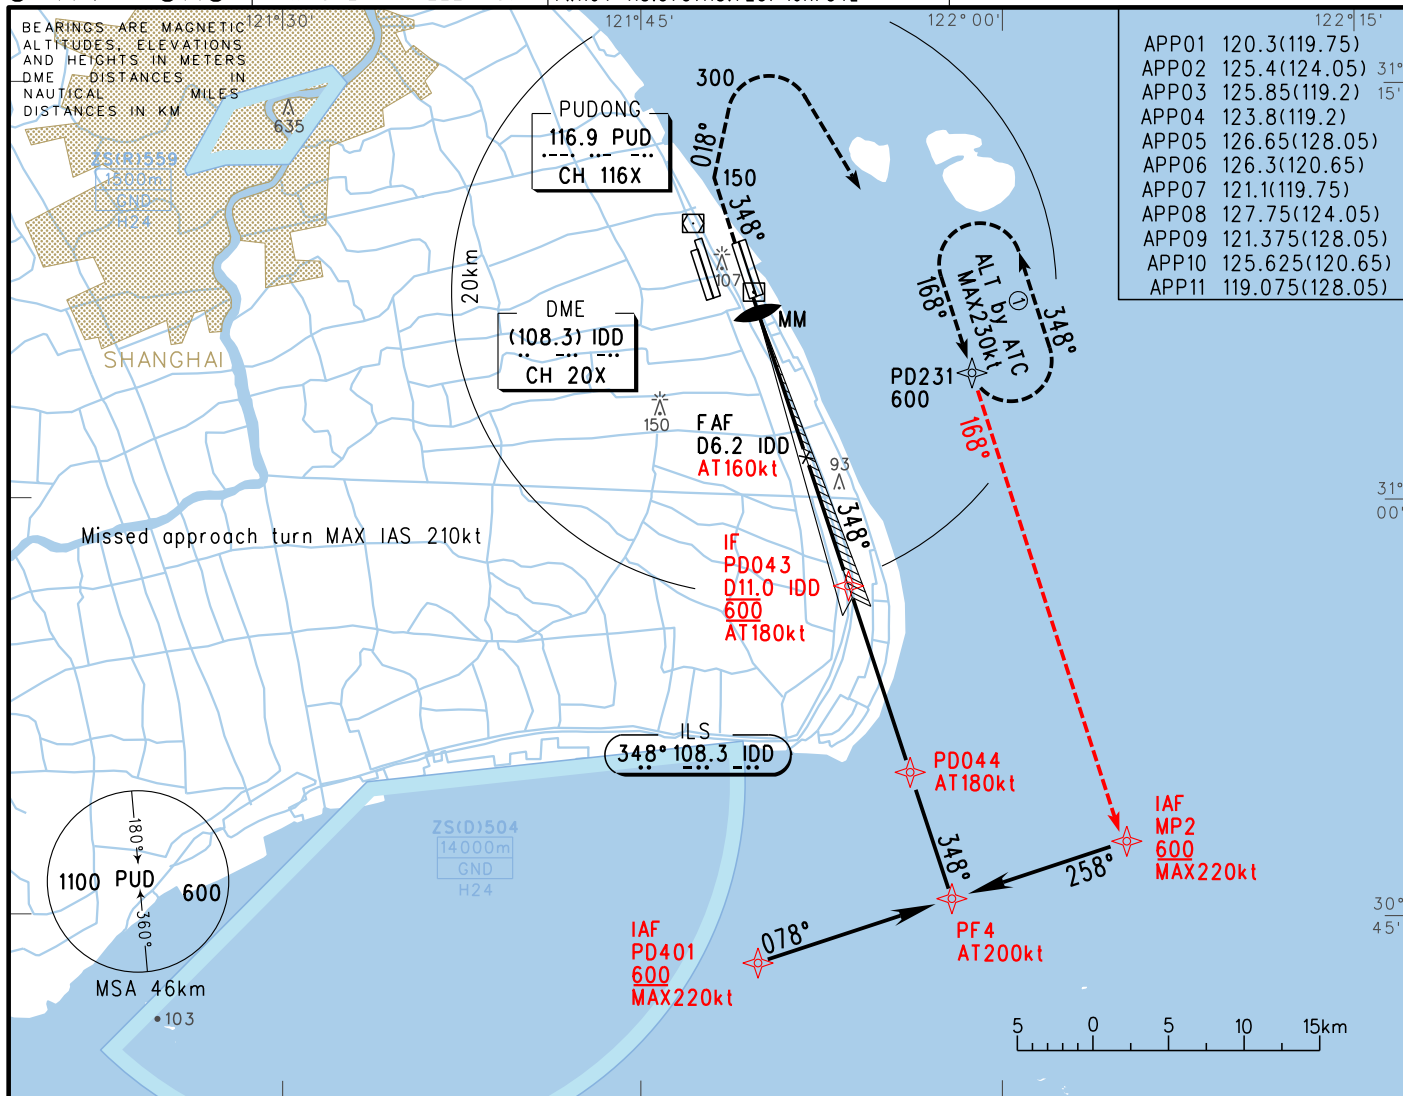 121°30'
121°45'
122°00'
122°15'
BEARINGS ARE MAGNETIC
ALTITUDES, ELEVATIONS
AND HEIGHTS IN METERS
DME DISTANCES IN
NAUTICAL MILES
DISTANCES IN KM
635
ZS(R)559
1500m
GND
H24
SHANGHAI
PUDONG
116.9 PUD
CH 116X
300
018°
150
348°
107
20km
DME
(108.3) IDD
CH 20X
MM
150
FAF
D6.2 IDD
AT160kt
93
348°
Missed approach turn MAX IAS 210kt
IF
PD043
D11.0 IDD
600
AT180kt
APP01 120.3(119.75)
APP02 125.4(124.05)
APP03 125.85(119.2)
APP04 123.8(119.2)
APP05 126.65(128.05)
APP06 126.3(120.65)
APP07 121.1(119.75)
APP08 127.75(124.05)
APP09 121.375(128.05)
APP10 125.625(120.65)
APP11 119.075(128.05)
31°
15'
168°
ALT by ATC
MAX230kt
①
348°
PD231
600
168°
31°
00'
ILS
348° 108.3 IDD
PD044
AT180kt
IAF
MP2
600
MAX220kt
348°
258°
PF4
AT200kt
IAF
PD401
600
MAX220kt
078°
ZS(D)504
14000m
GND
H24
180°
1100 PUD 600
360°
MSA 46km
103
30°
45'
5 0 5 10 15km